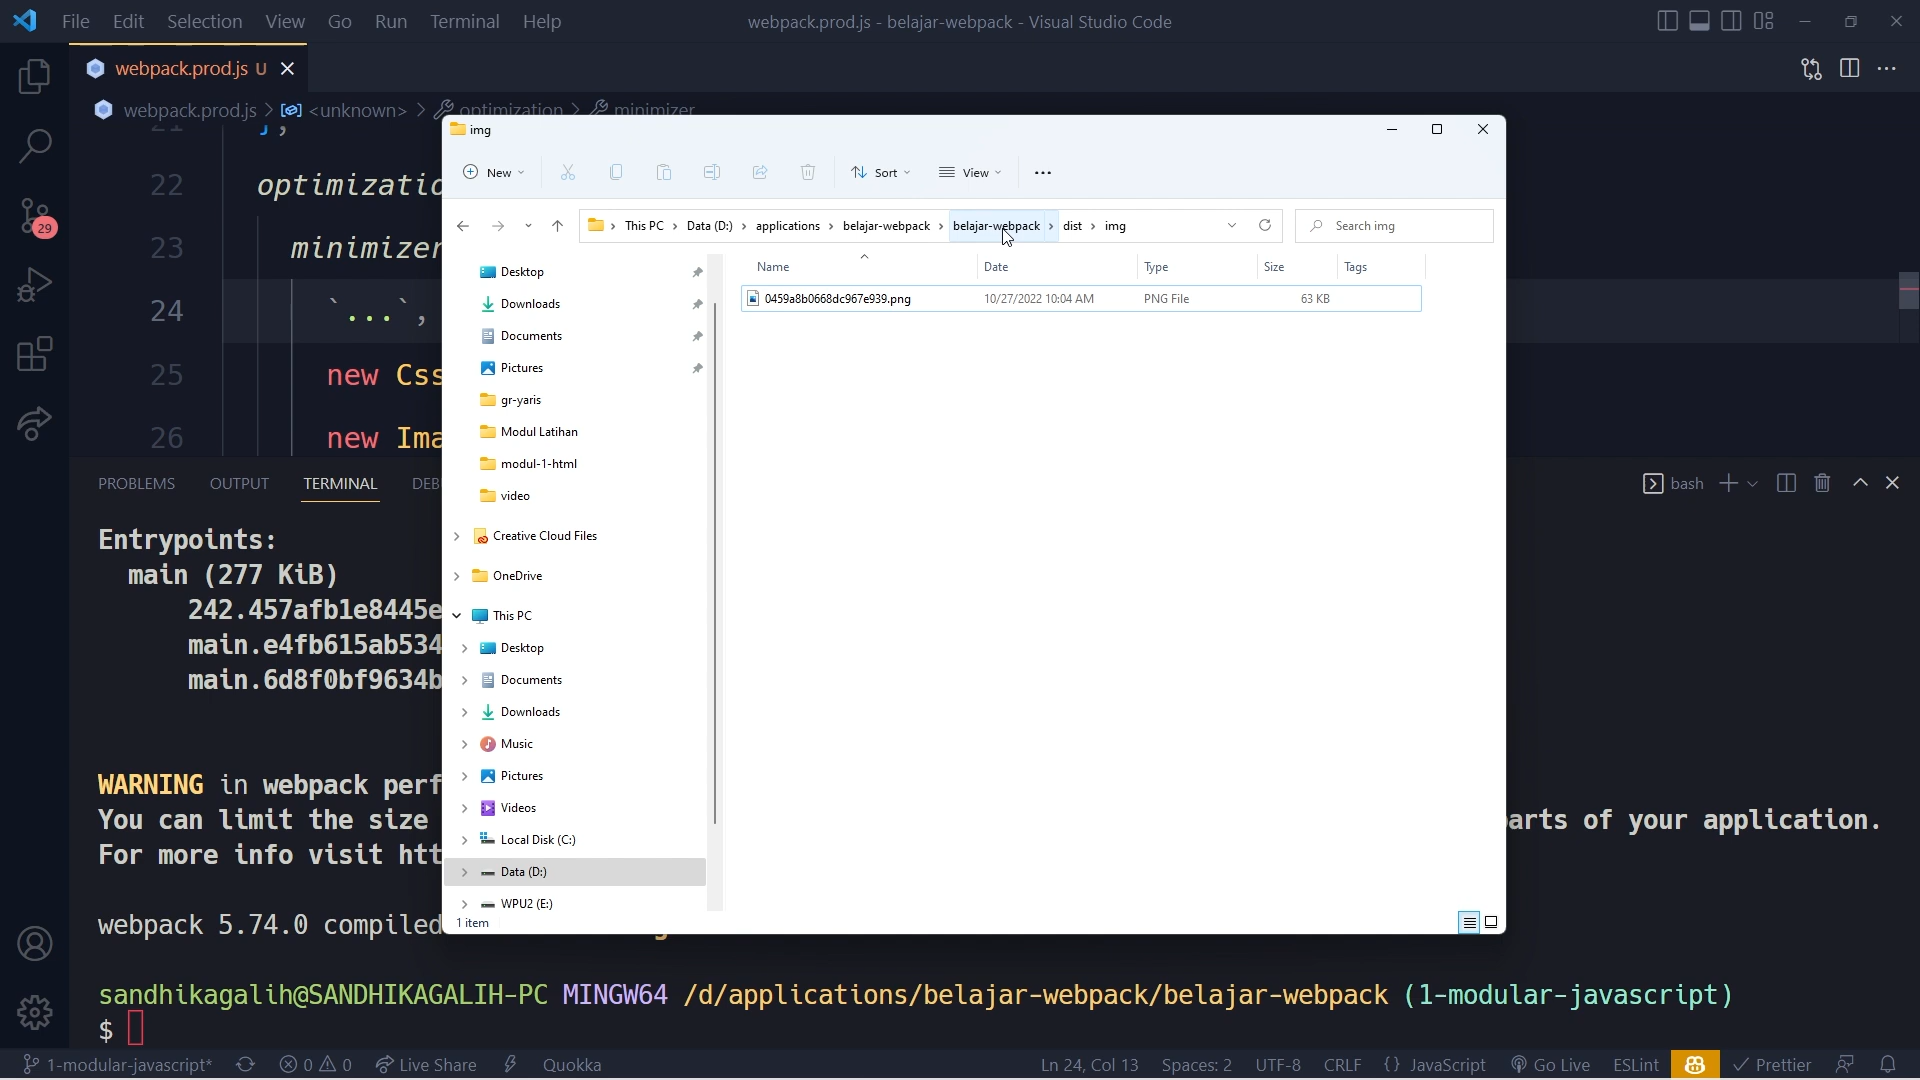 File Edit Selection View Go Run Terminal Help
webpack.prod.js - belajar-webpack - Visual Studio Code
webpack.prod.js U
webpack.prod.js > <unknown> > optimization > minimizer
img
New
Sort
View
This PC > Data (D:) > applications > belajar-webpack > belajar-webpack > dist > img
Search img
Name Date Type Size Tags
0459a8b0668dc967e939.png 10/27/2022 10:04 AM PNG File 63 KB
Desktop
Downloads
Documents
Pictures
gr-yaris
Modul Latihan
modul-1-html
video
Creative Cloud Files
OneDrive
This PC
Desktop
Documents
Downloads
Music
Pictures
Videos
Local Disk (C:)
Data (D:)
WPU2 (E:)
1 item
},
22 optimizatio
23 minimizer
24 `...`,
25 new Css
26 new Ima
29
PROBLEMS OUTPUT TERMINAL DEB
bash
Entrypoints:
main (277 KiB)
242.457afb1e8445e
main.e4fb615ab534
main.6d8f0bf9634b
WARNING in webpack perf
You can limit the size arts of your application.
For more info visit htt
webpack 5.74.0 compiled
sandhikagalih@SANDHIKAGALIH-PC MINGW64 /d/applications/belajar-webpack/belajar-webpack (1-modular-javascript)
$
1-modular-javascript* 0 0 Live Share Quokka
Ln 24, Col 13 Spaces: 2 UTF-8 CRLF {} JavaScript Go Live ESLint Prettier